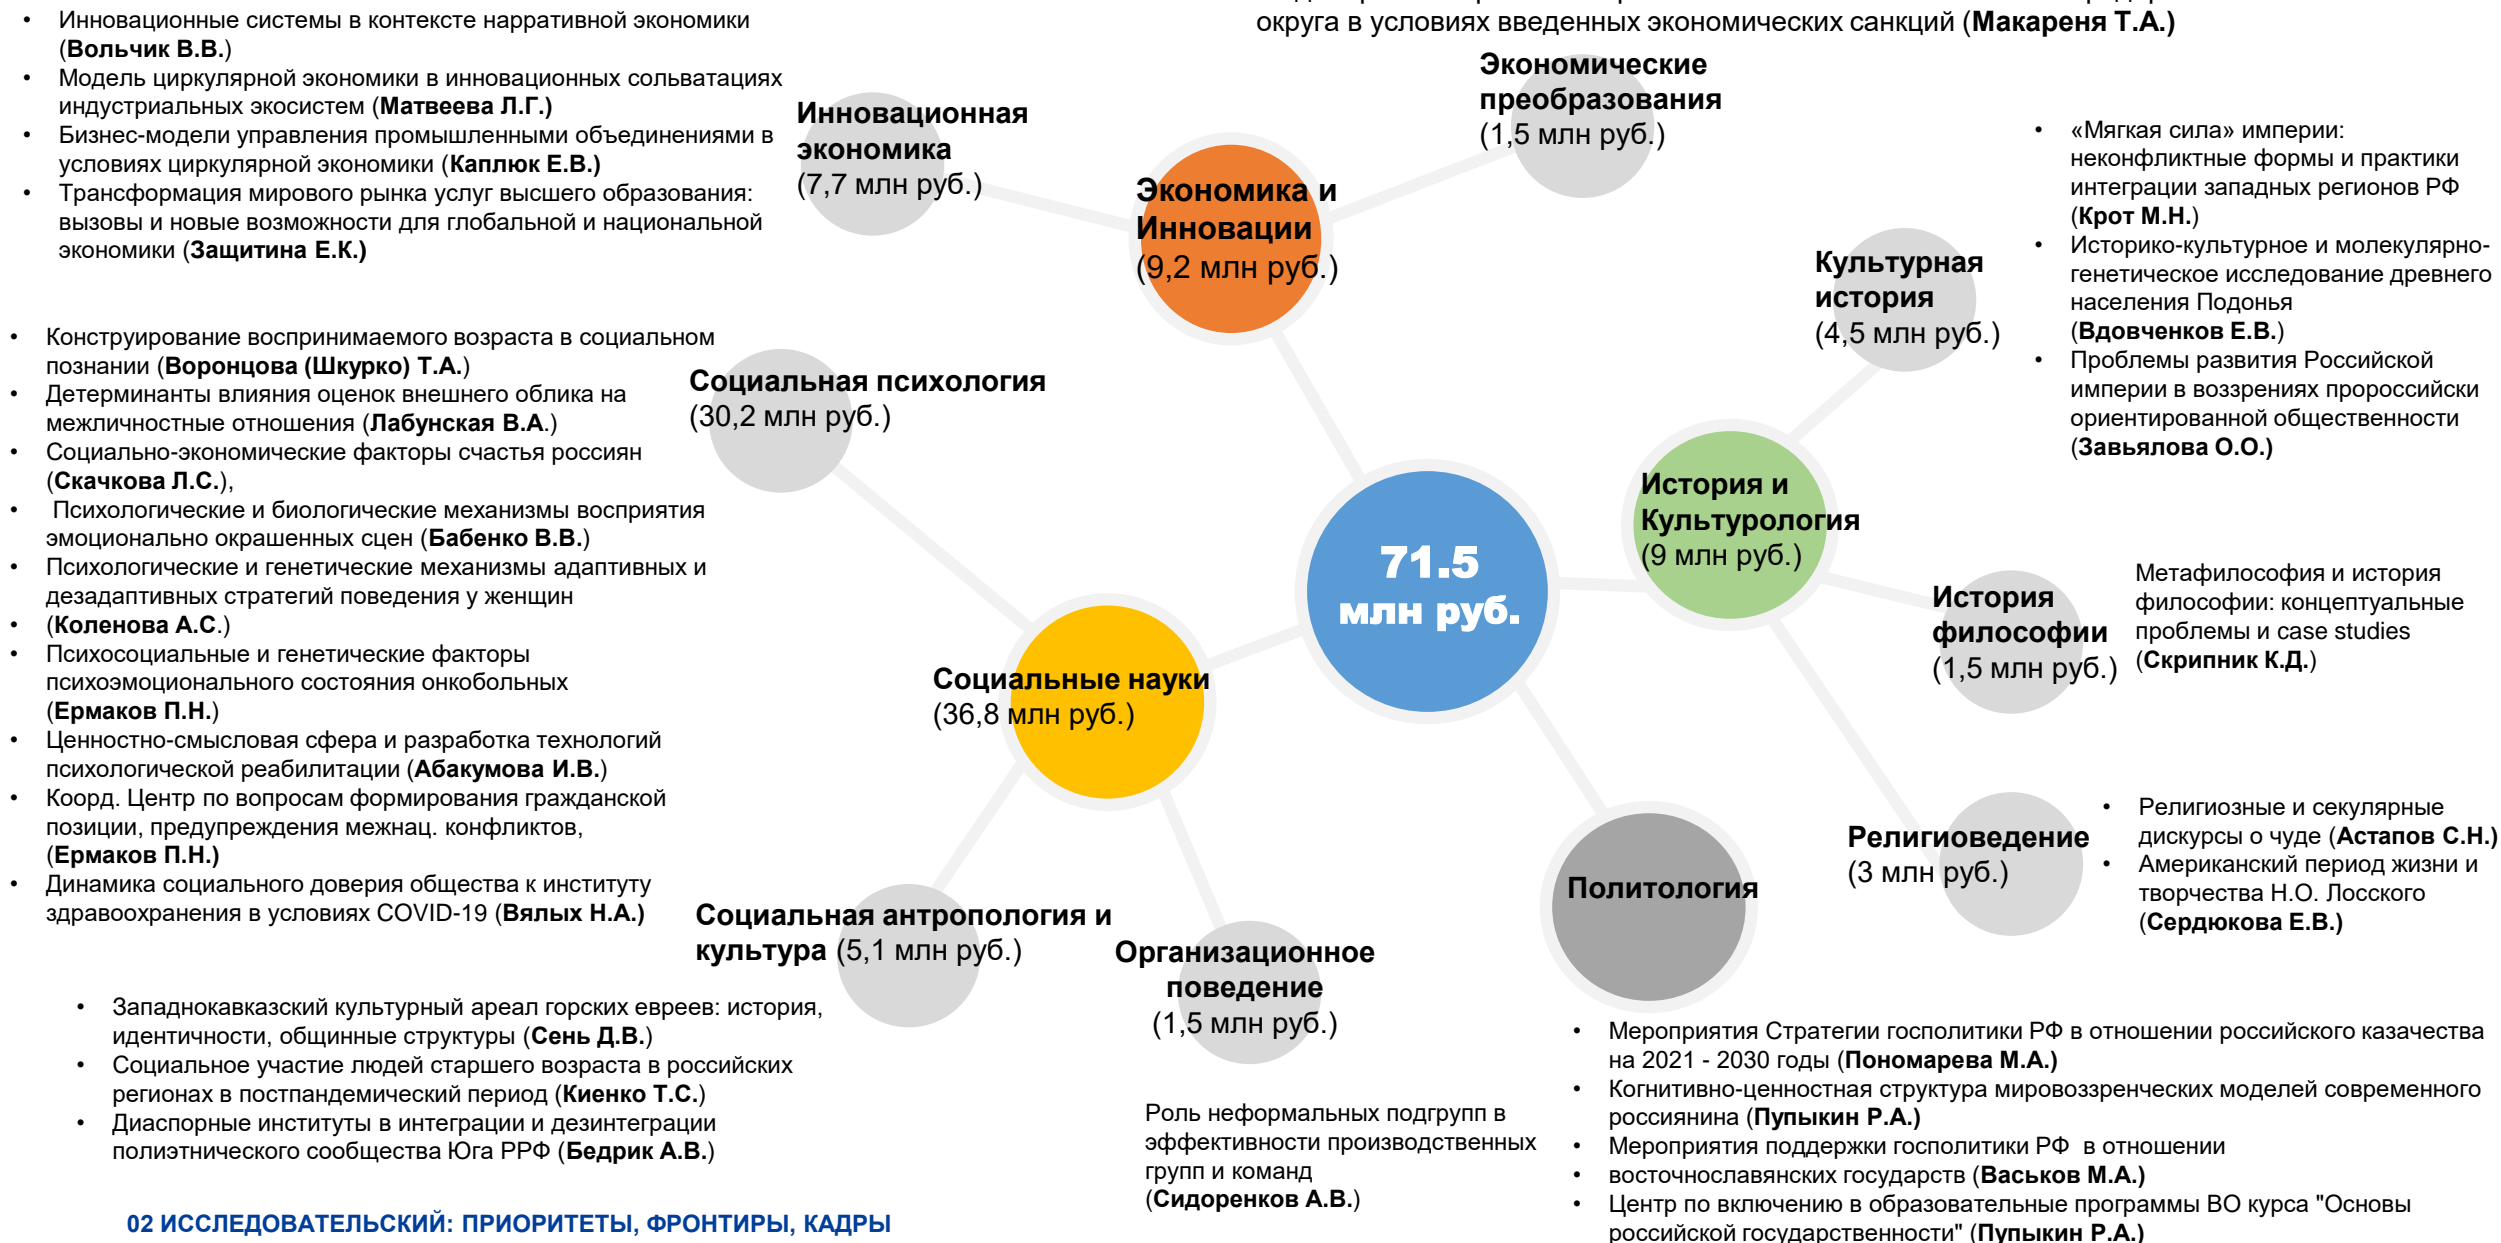 • Инновационные системы в контексте нарративной экономики
(Вольчик В.В.)
• Модель циркулярной экономики в инновационных сольватациях
индустриальных экосистем (Матвеева Л.Г.)
• Бизнес-модели управления промышленными объединениями в
условиях циркулярной экономики (Каплюк Е.В.)
• Трансформация мирового рынка услуг высшего образования:
вызовы и новые возможности для глобальной и национальной
экономики (Защитина Е.К.)
округа в условиях введенных экономических санкций (Макареня Т.А.)
Инновационная
экономика
(7,7 млн руб.)
Экономические
преобразования
(1,5 млн руб.)
Экономика и
Инновации
(9,2 млн руб.)
• «Мягкая сила» империи:
неконфликтные формы и практики
интеграции западных регионов РФ
(Крот М.Н.)
• Историко-культурное и молекулярно-
генетическое исследование древнего
населения Подонья
(Вдовченков Е.В.)
• Проблемы развития Российской
империи в воззрениях пророссийски
ориентированной общественности
(Завьялова О.О.)
Культурная
история
(4,5 млн руб.)
• Конструирование воспринимаемого возраста в социальном
познании (Воронцова (Шкурко) Т.А.)
• Детерминанты влияния оценок внешнего облика на
межличностные отношения (Лабунская В.А.)
• Социально-экономические факторы счастья россиян
(Скачкова Л.С.),
• Психологические и биологические механизмы восприятия
эмоционально окрашенных сцен (Бабенко В.В.)
• Психологические и генетические механизмы адаптивных и
дезадаптивных стратегий поведения у женщин
• (Коленова А.С.)
• Психосоциальные и генетические факторы
психоэмоционального состояния онкобольных
(Ермаков П.Н.)
• Ценностно-смысловая сфера и разработка технологий
психологической реабилитации (Абакумова И.В.)
• Коорд. Центр по вопросам формирования гражданской
позиции, предупреждения межнац. конфликтов,
(Ермаков П.Н.)
• Динамика социального доверия общества к институту
здравоохранения в условиях COVID-19 (Вялых Н.А.)
Социальная психология
(30,2 млн руб.)
История и
Культурология
(9 млн руб.)
71.5
млн руб.
История
философии
(1,5 млн руб.)
Метафилософия и история
философии: концептуальные
проблемы и case studies
(Скрипник К.Д.)
Социальные науки
(36,8 млн руб.)
Религиоведение
(3 млн руб.)
• Религиозные и секулярные
дискурсы о чуде (Астапов С.Н.)
• Американский период жизни и
творчества Н.О. Лосского
(Сердюкова Е.В.)
Политология
Социальная антропология и
культура (5,1 млн руб.)
Организационное
поведение
(1,5 млн руб.)
• Западнокавказский культурный ареал горских евреев: история,
идентичности, общинные структуры (Сень Д.В.)
• Социальное участие людей старшего возраста в российских
регионах в постпандемический период (Киенко Т.С.)
• Диаспорные институты в интеграции и дезинтеграции
полиэтнического сообщества Юга РРФ (Бедрик А.В.)
Роль неформальных подгрупп в
эффективности производственных
групп и команд
(Сидоренков А.В.)
• Мероприятия Стратегии госполитики РФ в отношении российского казачества
на 2021 - 2030 годы (Пономарева М.А.)
• Когнитивно-ценностная структура мировоззренческих моделей современного
россиянина (Пупыкин Р.А.)
• Мероприятия поддержки госполитики РФ в отношении
• восточнославянских государств (Васьков М.А.)
• Центр по включению в образовательные программы ВО курса "Основы
российской государственности" (Пупыкин Р.А.)
02 ИССЛЕДОВАТЕЛЬСКИЙ: ПРИОРИТЕТЫ, ФРОНТИРЫ, КАДРЫ